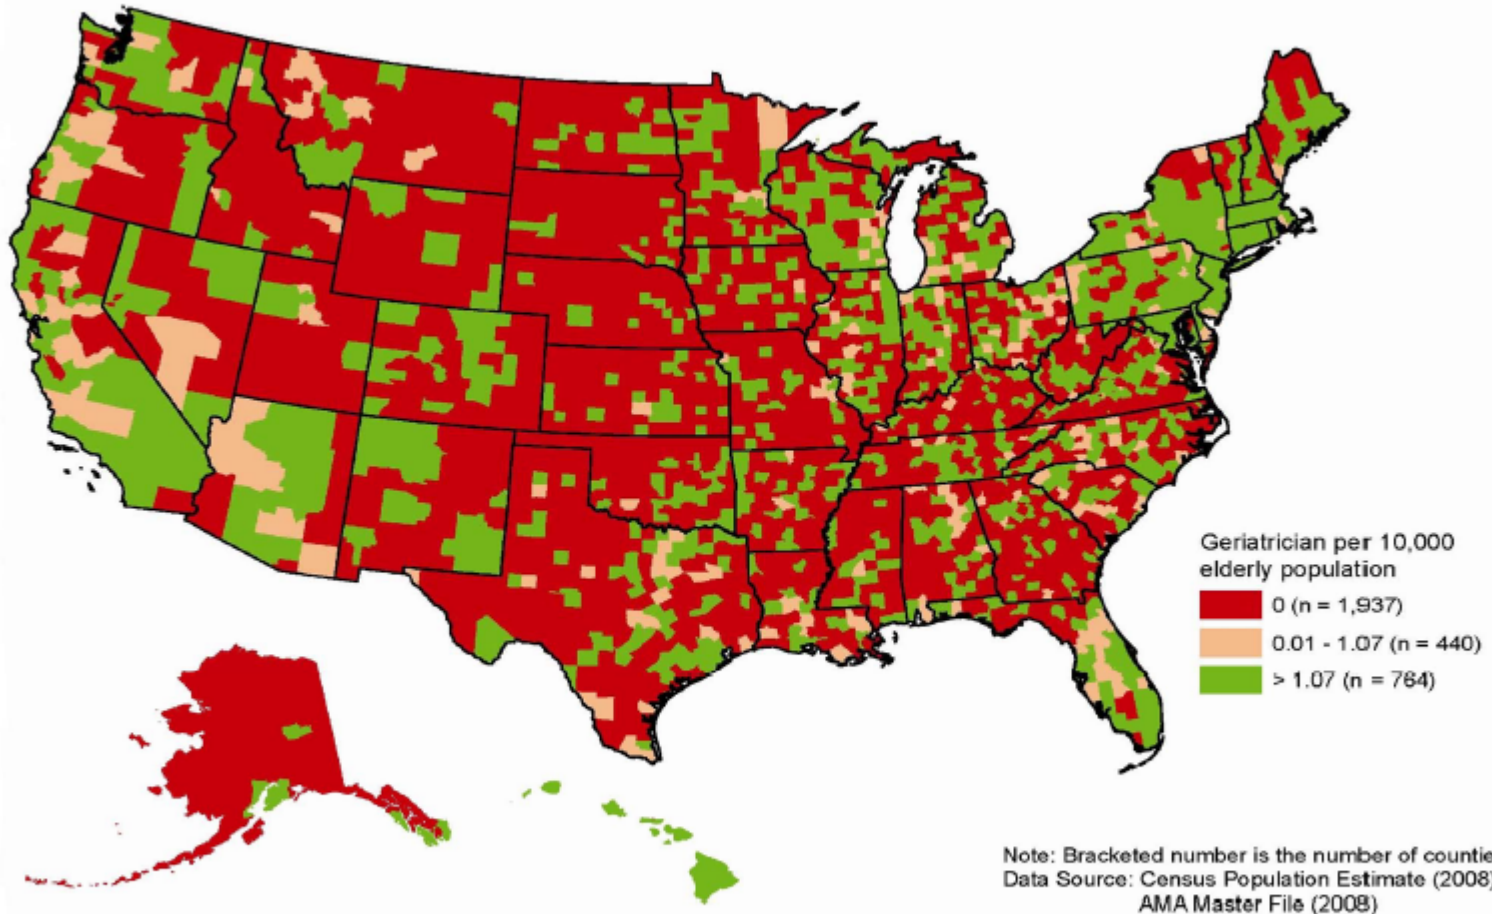 Geriatrician per 10,000
elderly population
0 (n = 1,937)
0.01 - 1.07 (n = 440)
> 1.07 (n = 764)
Note: Bracketed number is the number of countie
Data Source: Census Population Estimate (2008)
AMA Master File (2008)